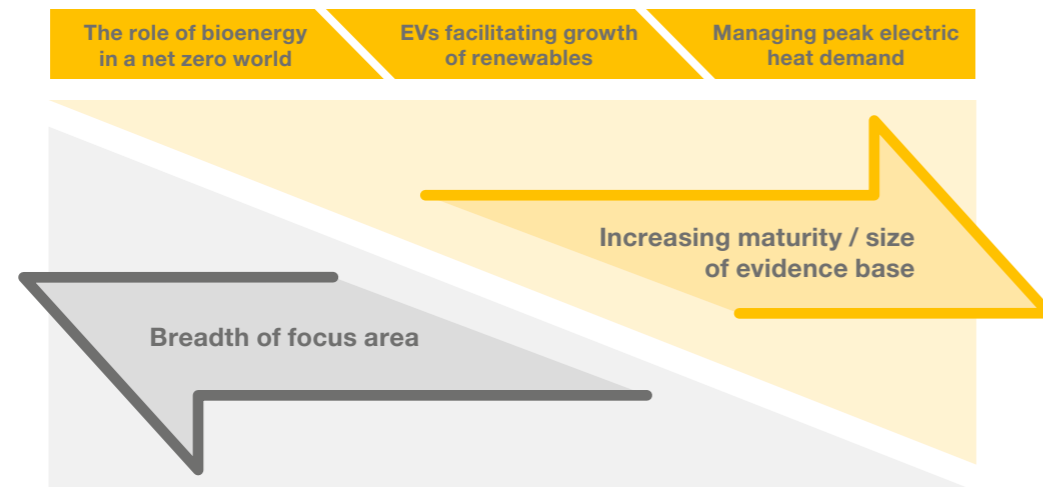 The role of bioenergy
in a net zero world
EVs facilitating growth
of renewables
Managing peak electric
heat demand
Increasing maturity / size
of evidence base
Breadth of focus area